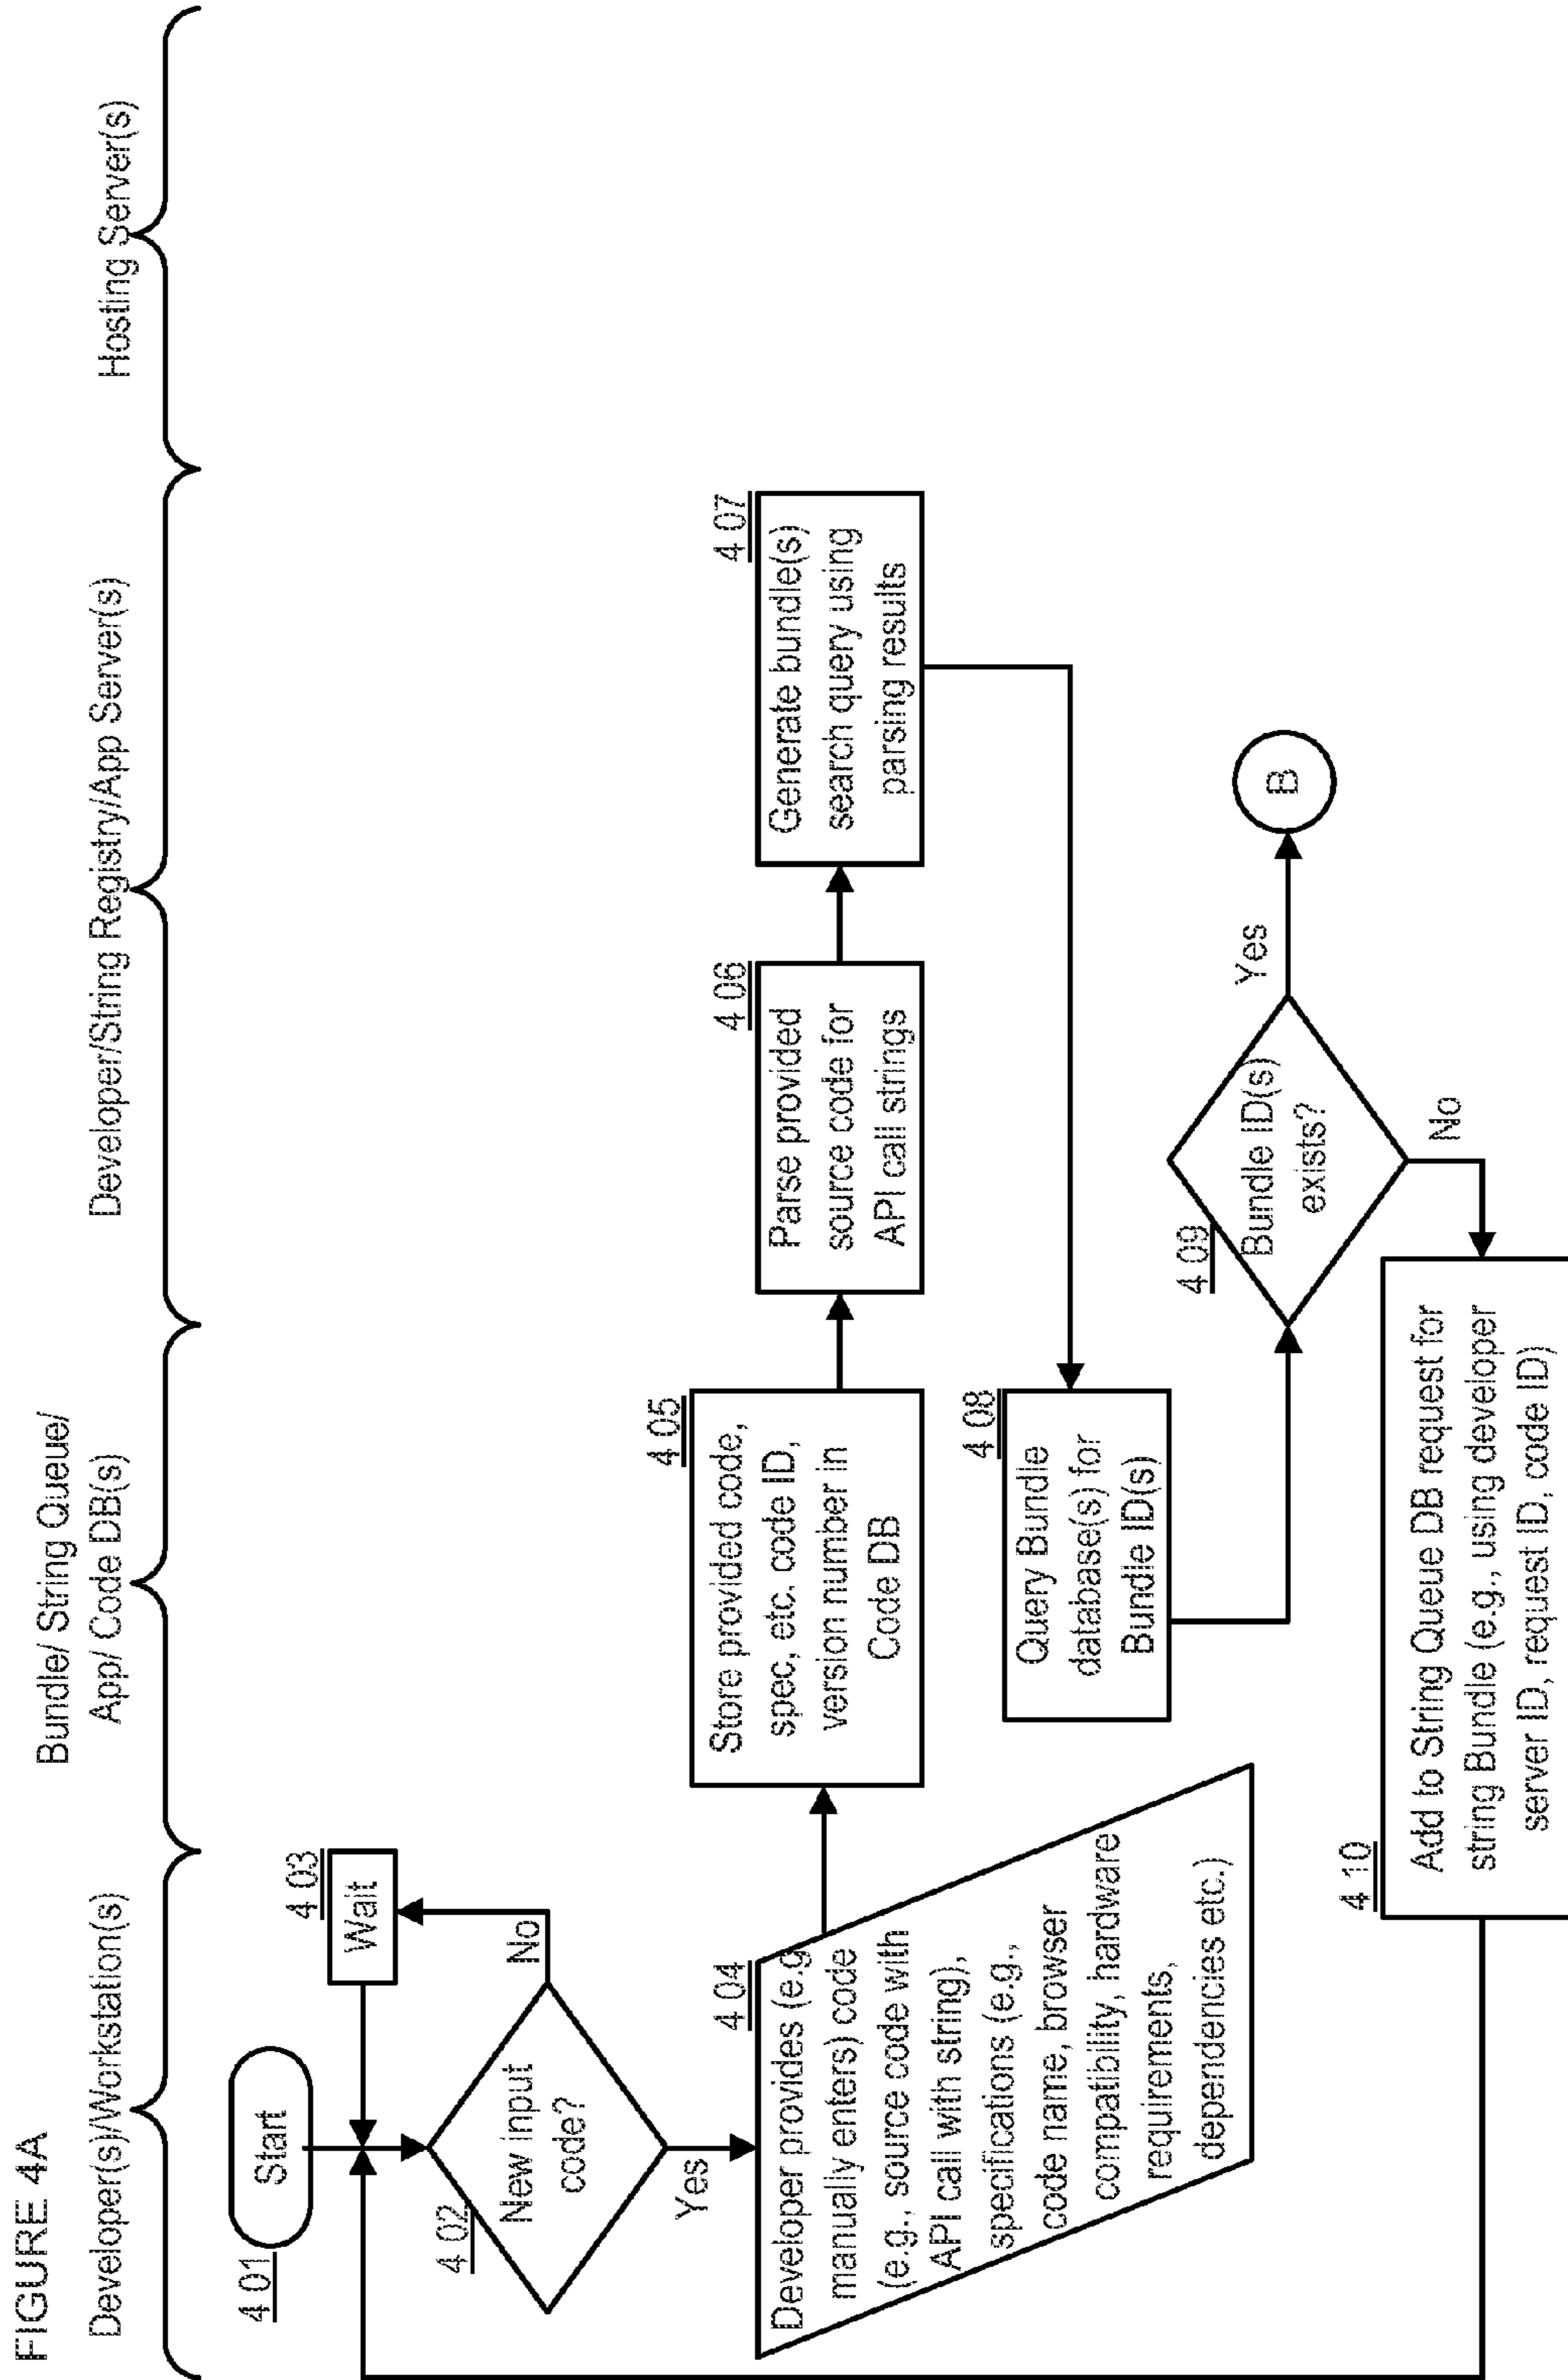 FIGURE 4A
Developer(s)/Workstation(s)
Bundle/ String Queue/
App/ Code DB(s)
Developer/String Registry/App Server(s)
Hosting Server(s)
4 01
Start
4 03
Wait
4 02
New input
code?
No
Yes
4 04
Developer provides (e.g
manually enters) code
(e.g., source code with
API call with string),
specifications (e.g.,
code name, browser
compatibility, hardware
requirements,
dependencies etc.)
4 05
Store provided code,
spec, etc. code ID,
version number in
Code DB
4 06
Parse provided
source code for
API call strings
4 07
Generate bundle(s)
search query using
parsing results
4 08
Query Bundle
database(s) for
Bundle ID(s)
4 09
Bundle ID(s)
exists?
Yes
B
No
4 10
Add to String Queue DB request for
string Bundle (e.g., using developer
server ID, request ID, code ID)